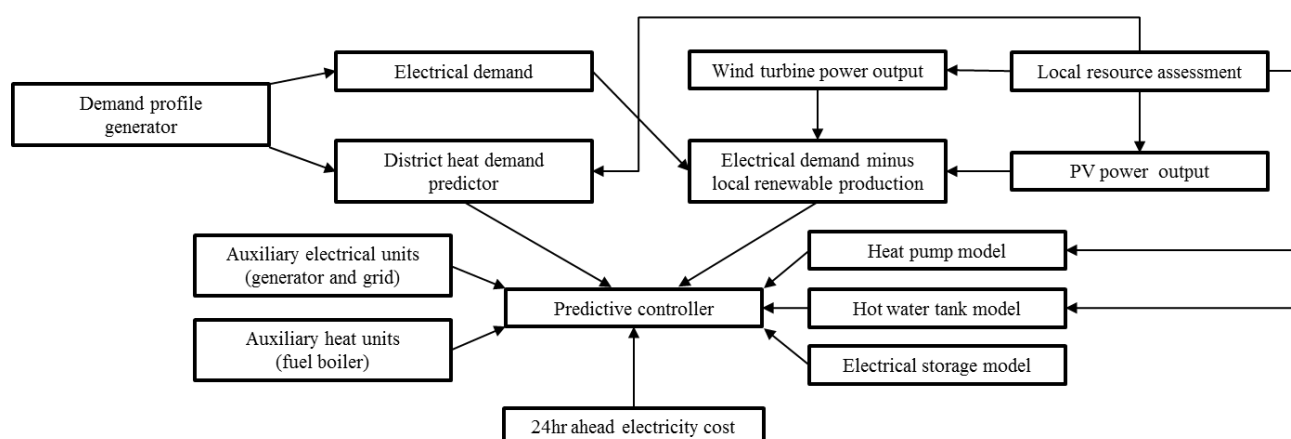 Electrical demand
Wind turbine power output
Local resource assessment
Demand profile
generator
District heat demand
predictor
Electrical demand minus
local renewable production
PV power output
Auxiliary electrical units
(generator and grid)
Heat pump model
Predictive controller
Hot water tank model
Auxiliary heat units
(fuel boiler)
Electrical storage model
24hr ahead electricity cost